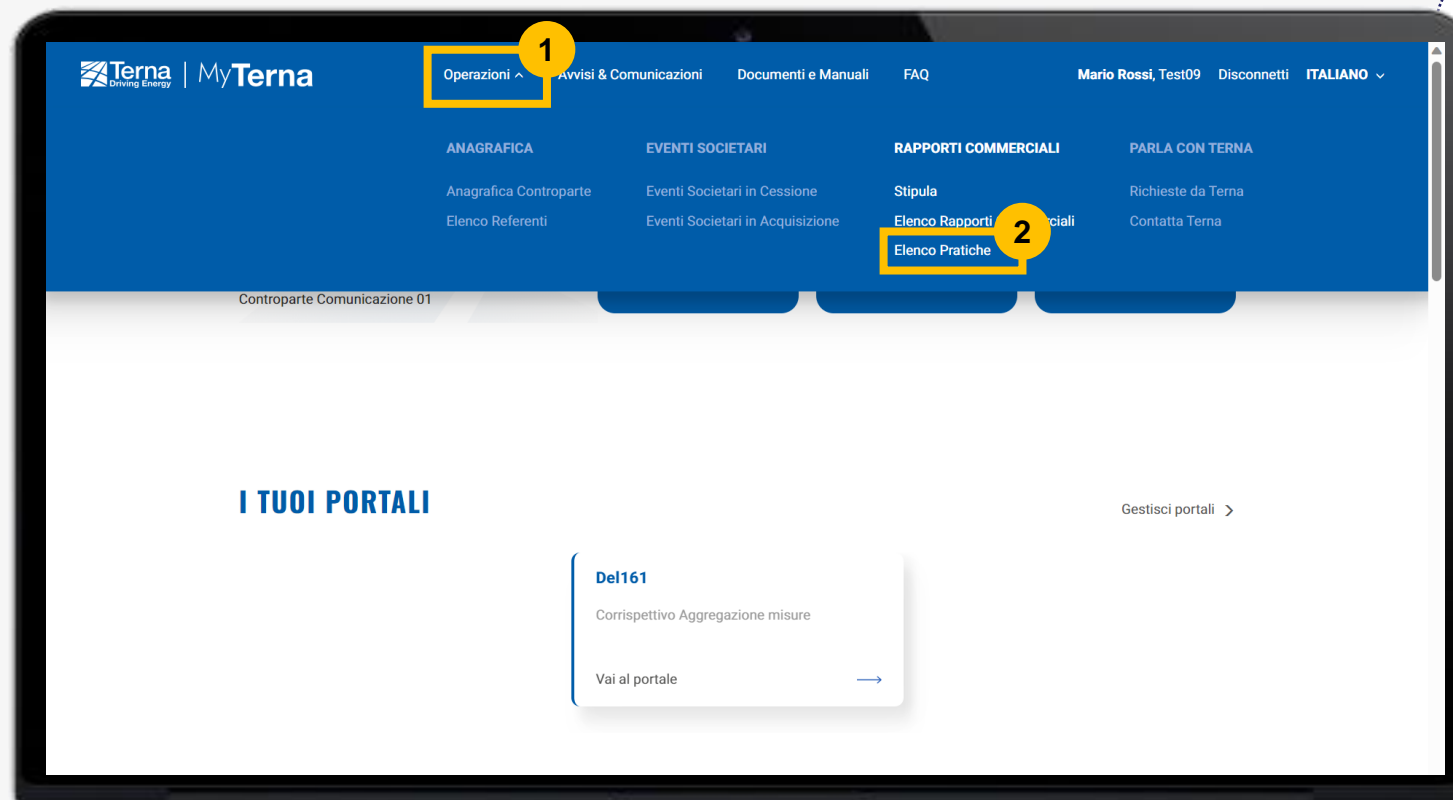 Terna Driving Energy | MyTerna
Operazioni
1
Avvisi & Comunicazioni
Documenti e Manuali
FAQ
Mario Rossi, Test09
Disconnetti
ITALIANO
ANAGRAFICA
Anagrafica Controparte
Elenco Referenti
EVENTI SOCIETARI
Eventi Societari in Cessione
Eventi Societari in Acquisizione
RAPPORTI COMMERCIALI
Stipula
Elenco Rapporti
2
Elenco Pratiche
PARLA CON TERNA
Richieste da Terna
Contatta Terna
Controparte Comunicazione 01
I TUOI PORTALI
Gestisci portali
Del161
Corrispettivo Aggregazione misure
Vai al portale